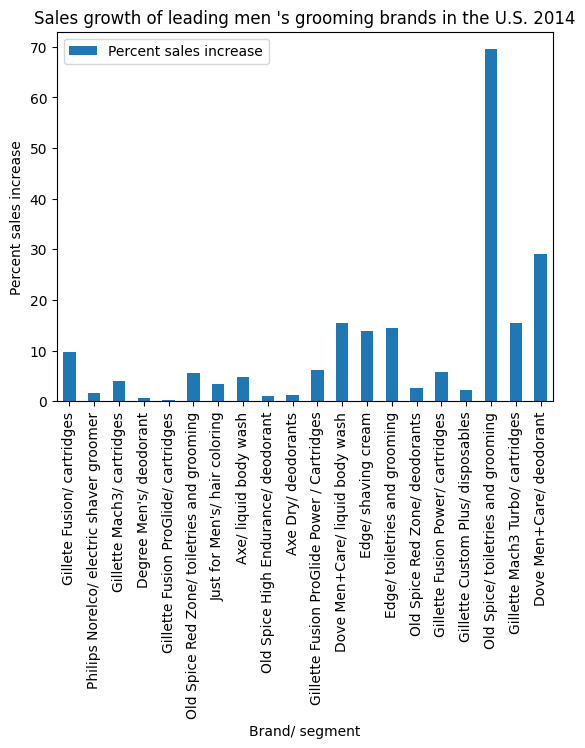 Sales growth of leading men 's grooming brands in the U.S. 2014
Percent sales increase
Percent sales increase
70
60
50
40
30
20
10
0
Gillete Fusion/ cartridges
Philips Norelco/ electric shaver groomer
Gillette Mach3/ cartridges
Degree Men's/ deodorant
Gillette Fusion ProGlide/ cartridges
Old Spice Red Zone/ toiletries and grooming
Just for Men's/ hair coloring
Axe/ liquid body wash
Old Spice High Endurance/ deodorant
Axe Dry/ deodorants
Gillette Fusion ProGlide Power / Cartridges
Dove Men+Care/ liquid body wash
Edge/ shaving cream
Edge/ toiletries and grooming
Old Spice Red Zone/ deodorants
Gillette Fusion Power/ cartridges
Gillette Custom Plus/ disposables
Old Spice/ toiletries and grooming
Gillette Mach3 Turbo/ cartridges
Dove Men+Care/ deodorant
Brand/ segment